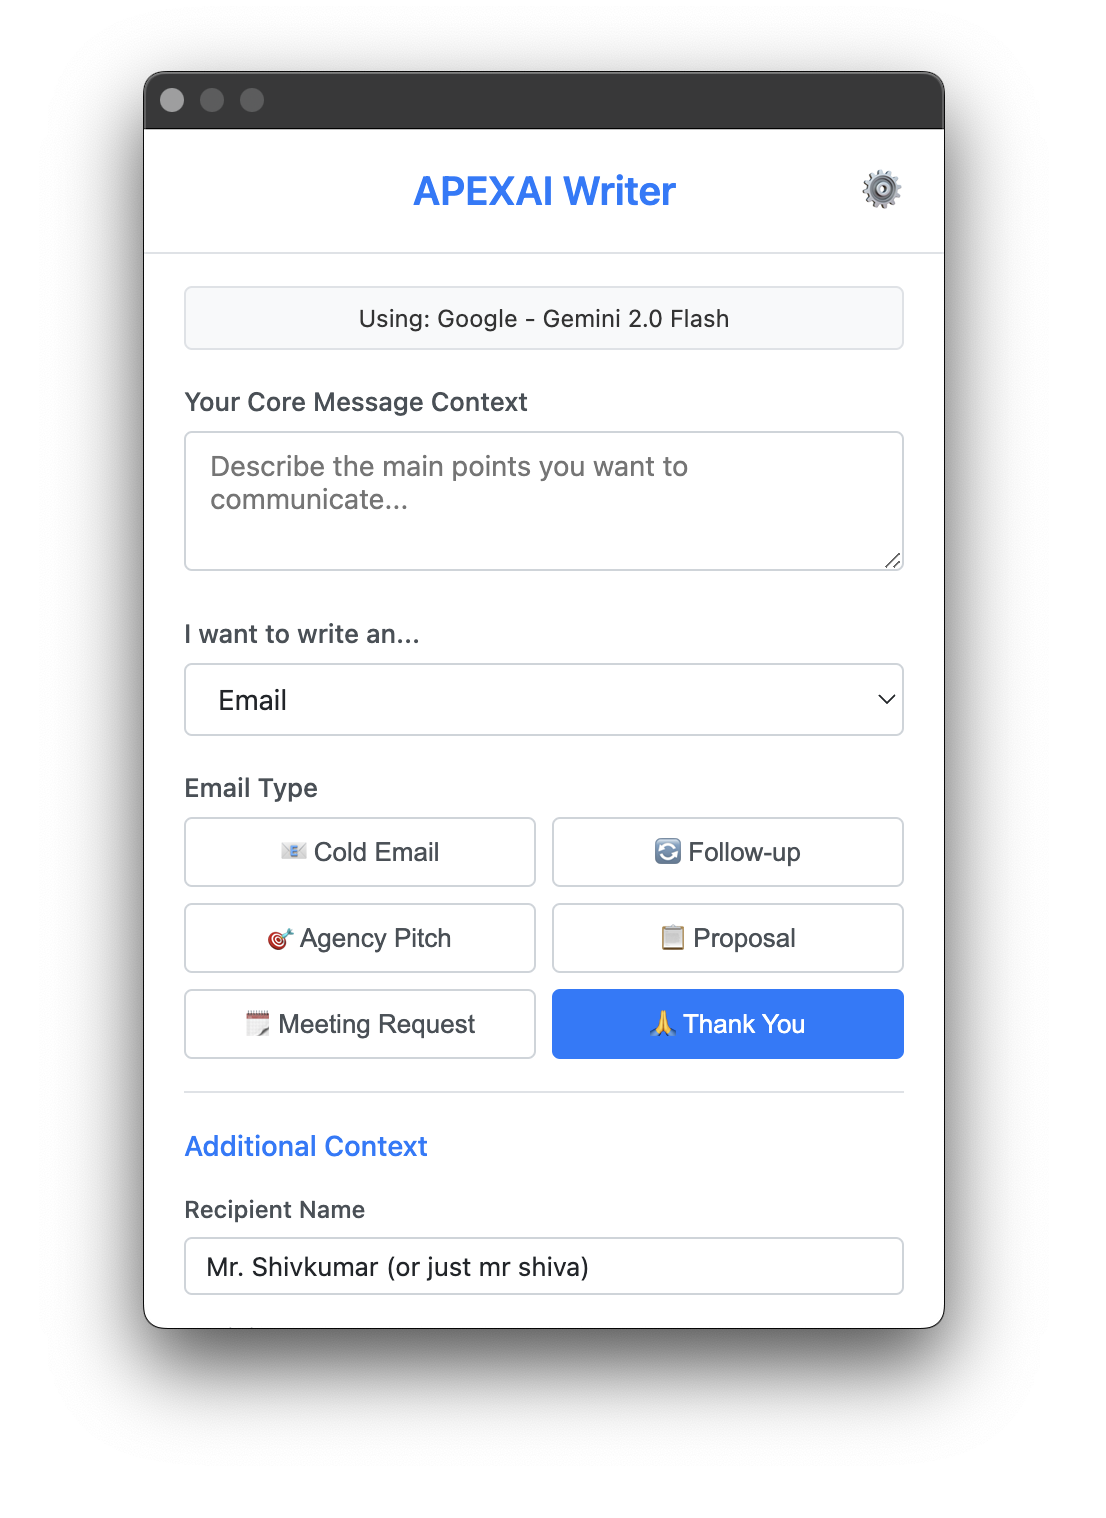 APEXAI Writer
Using: Google - Gemini 2.0 Flash
Your Core Message Context
Describe the main points you want to
communicate...
I want to write an...
Email
Email Type
Cold Email
Follow-up
Agency Pitch
Proposal
Meeting Request
Thank You
Additional Context
Recipient Name
Mr. Shivkumar (or just mr shiva)